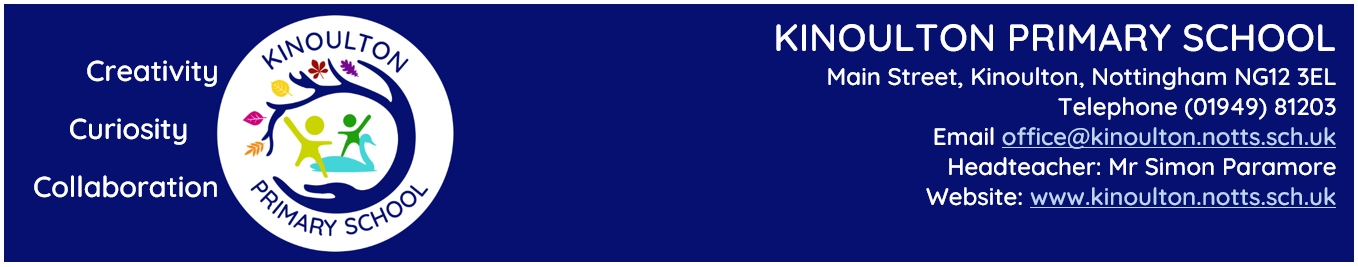 Creativity
Curiosity
Collaboration
KINOULTON
PRIMARY SCHOOL
KINOULTON PRIMARY SCHOOL
Main Street, Kinoulton, Nottingham NG12 3EL
Telephone (01949) 81203
Email office@kinoulton.notts.sch.uk
Headteacher: Mr Simon Paramore
Website: www.kinoulton.notts.sch.uk